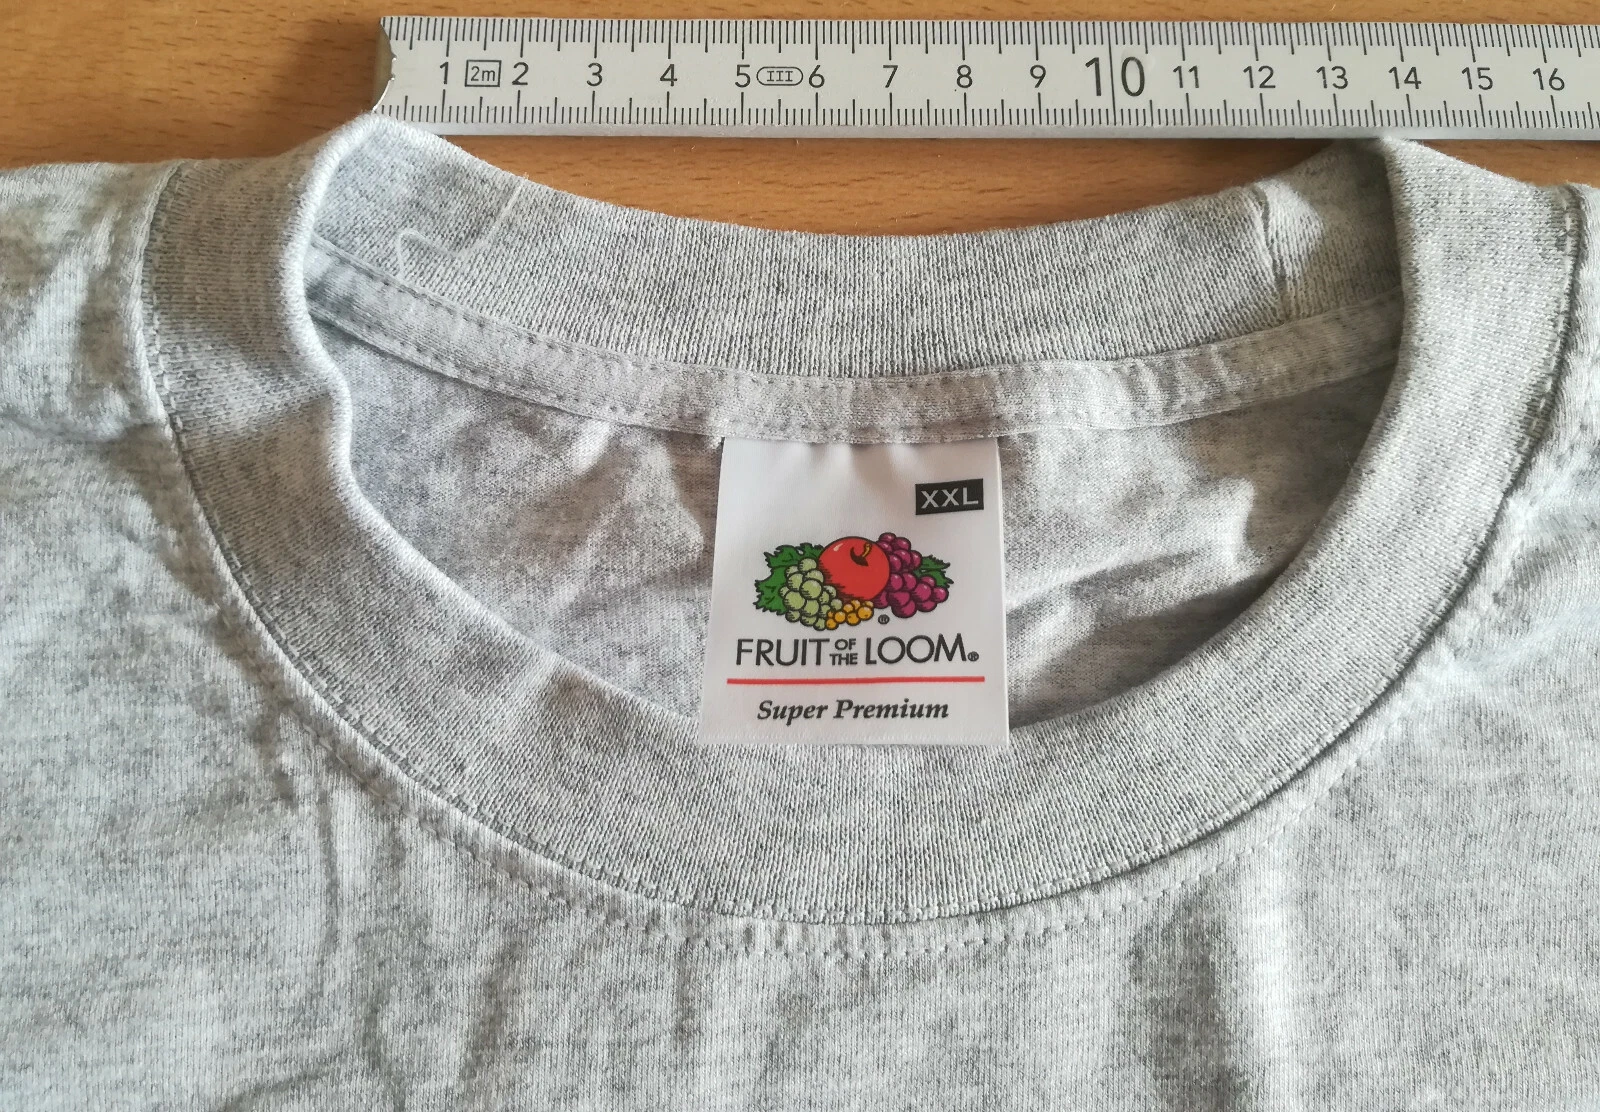 1 2m 2 3 4 5 III 6 7 8 9 10 11 12 13 14 15 16
XXL
®
FRUIT OF THE LOOM®
Super Premium